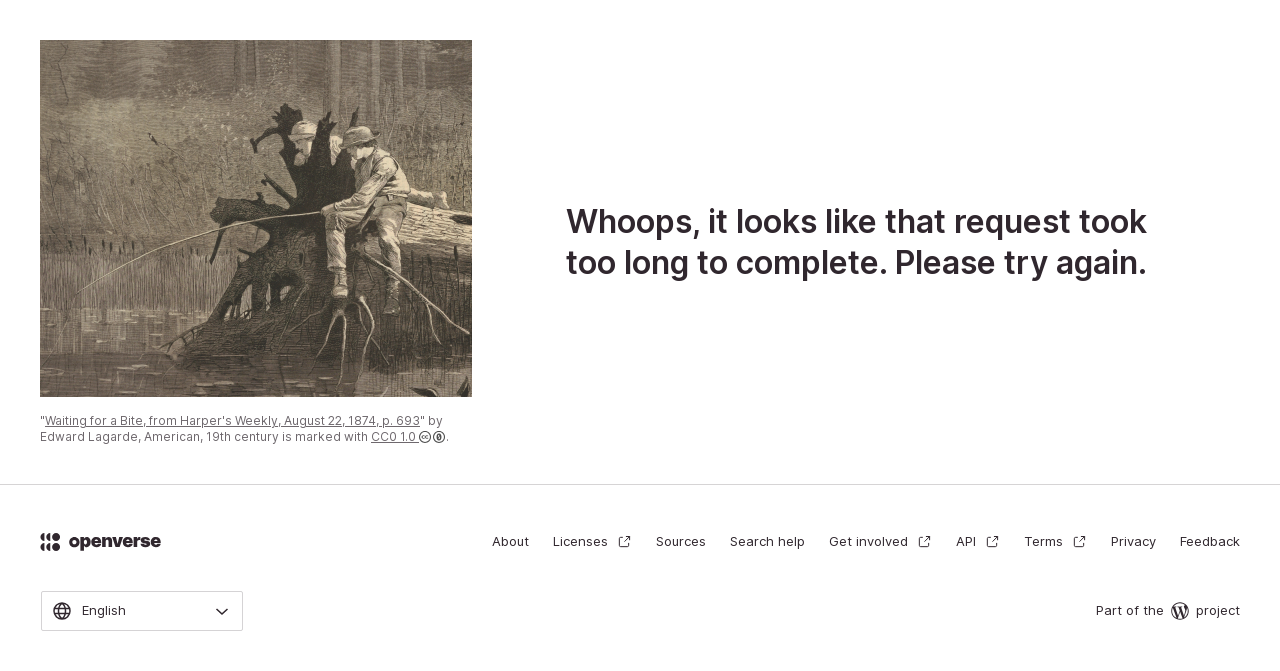 Whoops, it looks like that request took
too long to complete. Please try again.
"Waiting for a Bite, from Harper's Weekly, August 22, 1874, p. 693" by
Edward Lagarde, American, 19th century is marked with CC0 1.0.
openverse
About Licenses Sources Search help Get involved API Terms Privacy Feedback
English
Part of the project